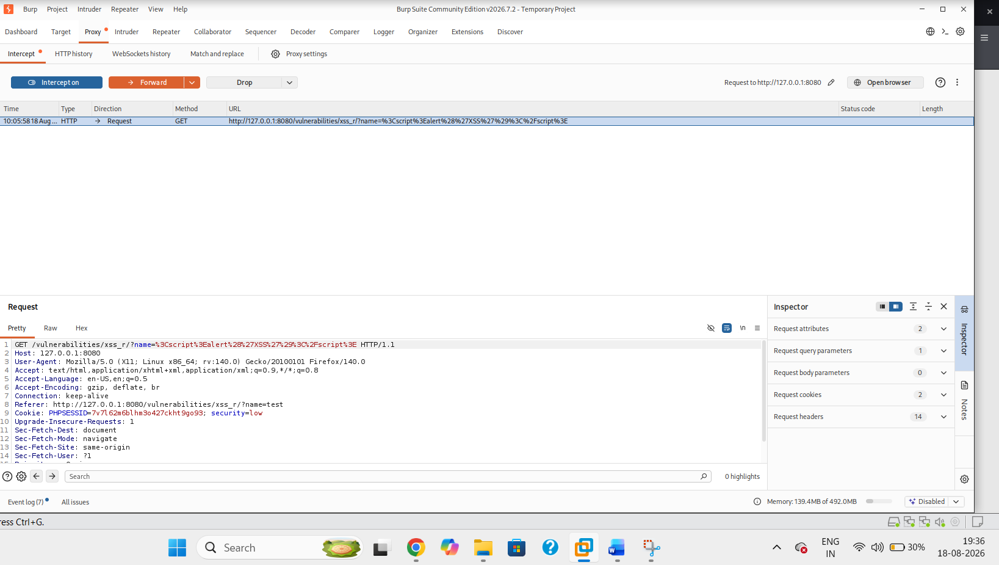 Burp Project Intruder Repeater View Help Burp Suite Community Edition v2026.7.2 - Temporary Project
Dashboard Target Proxy Intruder Repeater Collaborator Sequencer Decoder Comparer Logger Organizer Extensions Discover
Intercept HTTP history WebSockets history Match and replace Proxy settings
Intercept on Forward Drop Request to http://127.0.0.1:8080 Open browser
Time Type Direction Method URL Status code Length
10:05:58 18 Aug ... HTTP Request GET http://127.0.0.1:8080/vulnerabilities/xss_r/?name=%3Cscript%3Ealert%28%27XSS%27%29%3C%2Fscript%3E
Request
Pretty Raw Hex \n
1 GET /vulnerabilities/xss_r/?name=%3Cscript%3Ealert%28%27XSS%27%29%3C%2Fscript%3E HTTP/1.1
2 Host: 127.0.0.1:8080
3 User-Agent: Mozilla/5.0 (X11; Linux x86_64; rv:140.0) Gecko/20100101 Firefox/140.0
4 Accept: text/html,application/xhtml+xml,application/xml;q=0.9,*/*;q=0.8
5 Accept-Language: en-US,en;q=0.5
6 Accept-Encoding: gzip, deflate, br
7 Connection: keep-alive
8 Referer: http://127.0.0.1:8080/vulnerabilities/xss_r/?name=test
9 Cookie: PHPSESSID=7v7l62m6blhm3o427ckht9go93; security=low
10 Upgrade-Insecure-Requests: 1
11 Sec-Fetch-Dest: document
12 Sec-Fetch-Mode: navigate
13 Sec-Fetch-Site: same-origin
14 Sec-Fetch-User: ?1
Search 0 highlights
Inspector
Request attributes 2
Request query parameters 1
Request body parameters 0
Request cookies 2
Request headers 14
Inspector
Notes
Event log (7) All issues Memory: 139.4MB of 492.0MB Disabled
ress Ctrl+G.
Search
ENG
IN
30%
19:36
18-08-2026